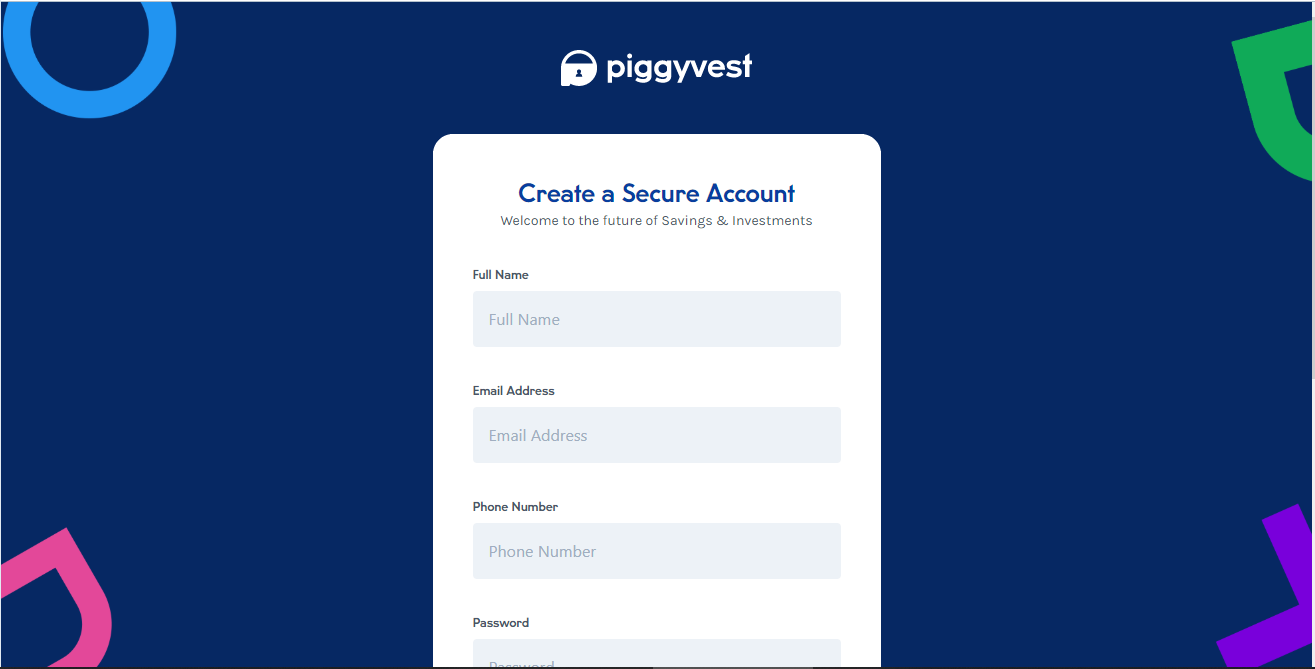 piggyvest
Create a Secure Account
Welcome to the future of Savings & Investments
Full Name
Full Name
Email Address
Email Address
Phone Number
Phone Number
Password
Password